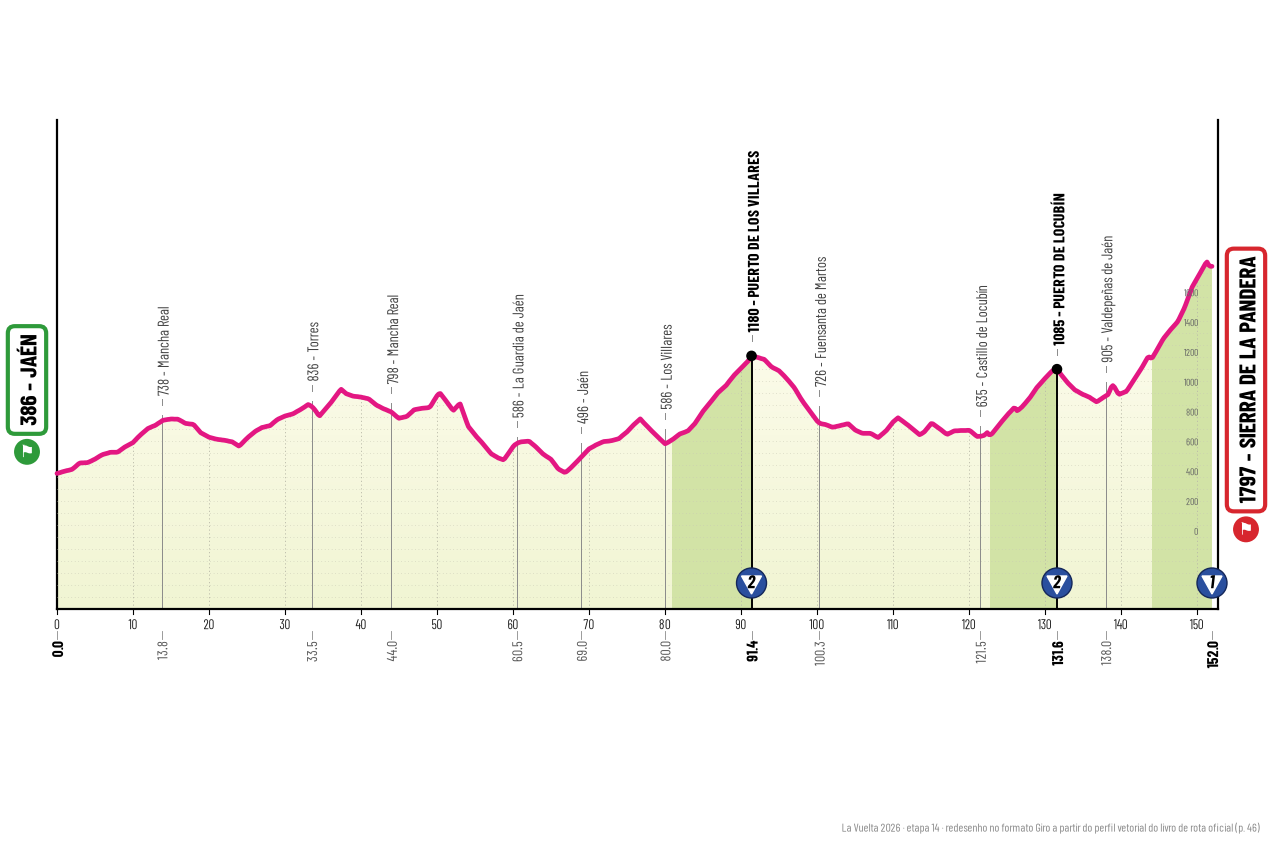 386 - JAÉN
738 - Mancha Real
836 - Torres
798 - Mancha Real
586 - La Guardia de Jaén
496 - Jaén
586 - Los Villares
1180 - PUERTO DE LOS VILLARES
726 - Fuensanta de Martos
635 - Castillo de Locubín
1085 - PUERTO DE LOCUBÍN
905 - Valdepeñas de Jaén
1797 - SIERRA DE LA PANDERA
1600
1400
1200
1000
800
600
400
200
0
2
2
1
0 10 20 30 40 50 60 70 80 90 100 110 120 130 140 150
0.0 13.8 33.5 44.0 60.5 69.0 80.0 91.4 100.3 121.5 131.6 138.0 152.0
La Vuelta 2026 · etapa 14 · redesenho no formato Giro a partir do perfil vetorial do livro de rota oficial (p. 46)